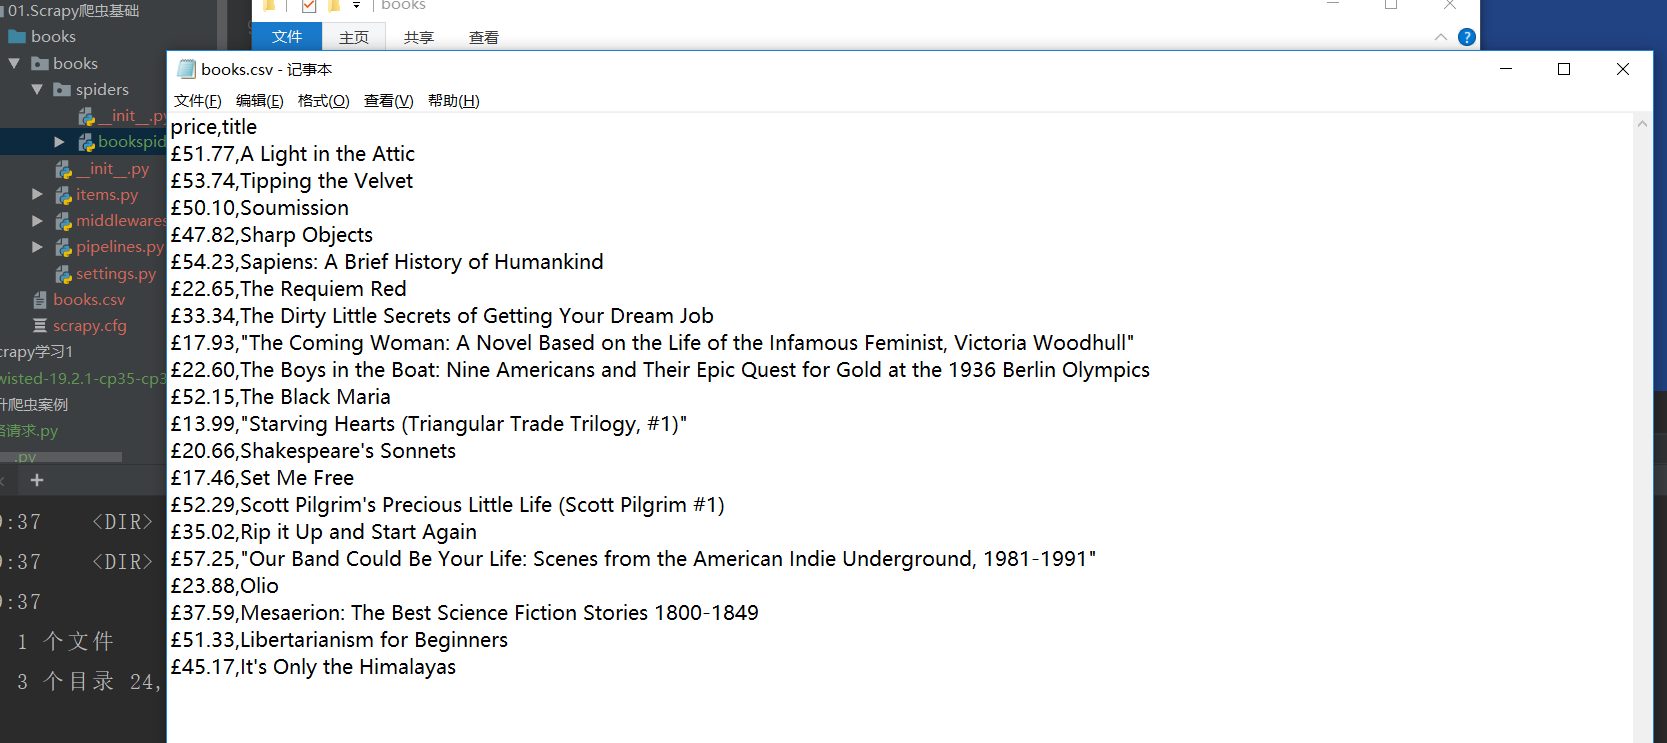 01.Scrapy爬虫基础
books
books
spiders
__init__.py
bookspid
__init__.py
items.py
middlewares
pipelines.py
settings.py
books.csv
scrapy.cfg
crapy学习1
wisted-19.2.1-cp35-cp3
爬虫案例
请求.py
.py
:37 <DIR>
:37 <DIR>
:37
1 个文件
3 个目录 24,
books
文件 主页 共享 查看
books.csv - 记事本
文件(F) 编辑(E) 格式(O) 查看(V) 帮助(H)
price,title
£51.77,A Light in the Attic
£53.74,Tipping the Velvet
£50.10,Soumission
£47.82,Sharp Objects
£54.23,Sapiens: A Brief History of Humankind
£22.65,The Requiem Red
£33.34,The Dirty Little Secrets of Getting Your Dream Job
£17.93,"The Coming Woman: A Novel Based on the Life of the Infamous Feminist, Victoria Woodhull"
£22.60,The Boys in the Boat: Nine Americans and Their Epic Quest for Gold at the 1936 Berlin Olympics
£52.15,The Black Maria
£13.99,"Starving Hearts (Triangular Trade Trilogy, #1)"
£20.66,Shakespeare's Sonnets
£17.46,Set Me Free
£52.29,Scott Pilgrim's Precious Little Life (Scott Pilgrim #1)
£35.02,Rip it Up and Start Again
£57.25,"Our Band Could Be Your Life: Scenes from the American Indie Underground, 1981-1991"
£23.88,Olio
£37.59,Mesaerion: The Best Science Fiction Stories 1800-1849
£51.33,Libertarianism for Beginners
£45.17,It's Only the Himalayas